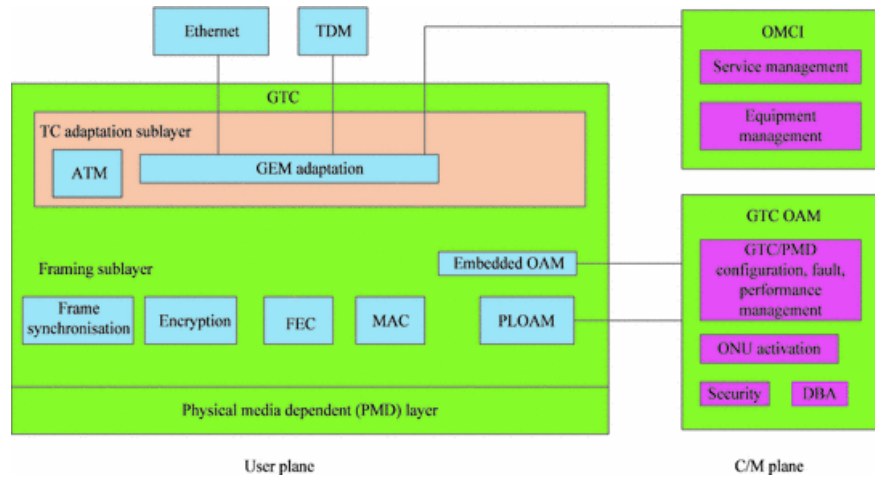 Ethernet
TDM
OMCI
Service management
Equipment
management
GTC
TC adaptation sublayer
ATM
GEM adaptation
GTC OAM
GTC/PMD
configuration, fault,
performance
management
ONU activation
Security
DBA
Framing sublayer
Embedded OAM
Frame
synchronisation
Encryption
FEC
MAC
PLOAM
Physical media dependent (PMD) layer
User plane
C/M plane